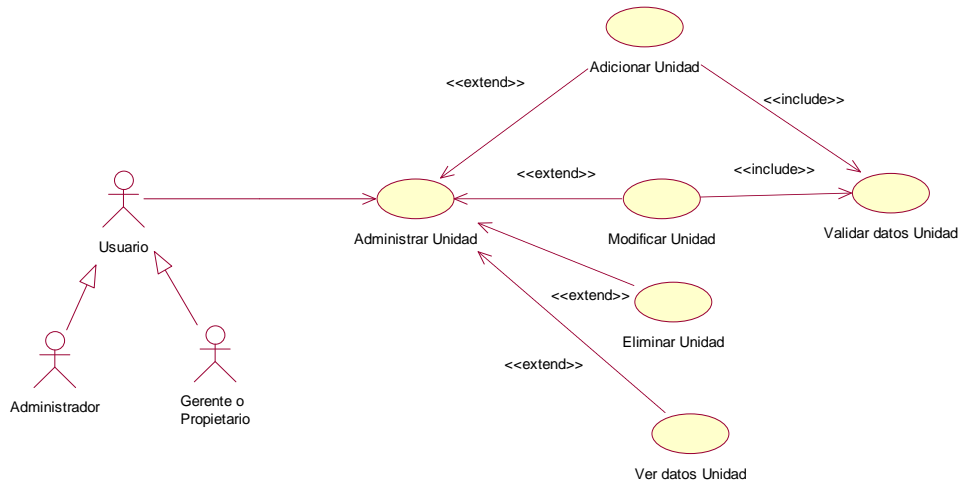 Adicionar Unidad
<<extend>>
<<include>>
<<extend>>
<<include>>
Usuario
Administrar Unidad
Modificar Unidad
Validar datos Unidad
<<extend>>
Eliminar Unidad
<<extend>>
Administrador
Gerente o
Propietario
Ver datos Unidad